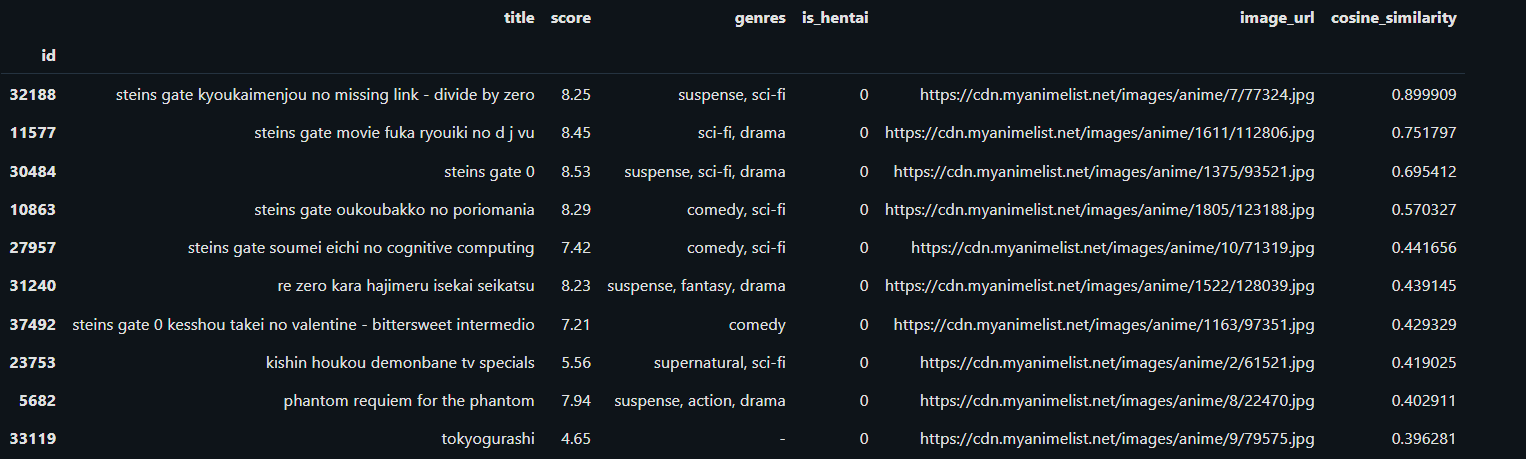 title score genres is_hentai image_url cosine_similarity
id
32188 steins gate kyoukaimenjou no missing link - divide by zero 8.25 suspense, sci-fi 0 https://cdn.myanimelist.net/images/anime/7/77324.jpg 0.899909
11577 steins gate movie fuka ryouiki no d j vu 8.45 sci-fi, drama 0 https://cdn.myanimelist.net/images/anime/1611/112806.jpg 0.751797
30484 steins gate 0 8.53 suspense, sci-fi, drama 0 https://cdn.myanimelist.net/images/anime/1375/93521.jpg 0.695412
10863 steins gate oukoubakko no poriomania 8.29 comedy, sci-fi 0 https://cdn.myanimelist.net/images/anime/1805/123188.jpg 0.570327
27957 steins gate soumei eichi no cognitive computing 7.42 comedy, sci-fi 0 https://cdn.myanimelist.net/images/anime/10/71319.jpg 0.441656
31240 re zero kara hajimeru isekai seikatsu 8.23 suspense, fantasy, drama 0 https://cdn.myanimelist.net/images/anime/1522/128039.jpg 0.439145
37492 steins gate 0 kesshou takei no valentine - bittersweet intermedio 7.21 comedy 0 https://cdn.myanimelist.net/images/anime/1163/97351.jpg 0.429329
23753 kishin houkou demonbane tv specials 5.56 supernatural, sci-fi 0 https://cdn.myanimelist.net/images/anime/2/61521.jpg 0.419025
5682 phantom requiem for the phantom 7.94 suspense, action, drama 0 https://cdn.myanimelist.net/images/anime/8/22470.jpg 0.402911
33119 tokyogurashi 4.65 - 0 https://cdn.myanimelist.net/images/anime/9/79575.jpg 0.396281